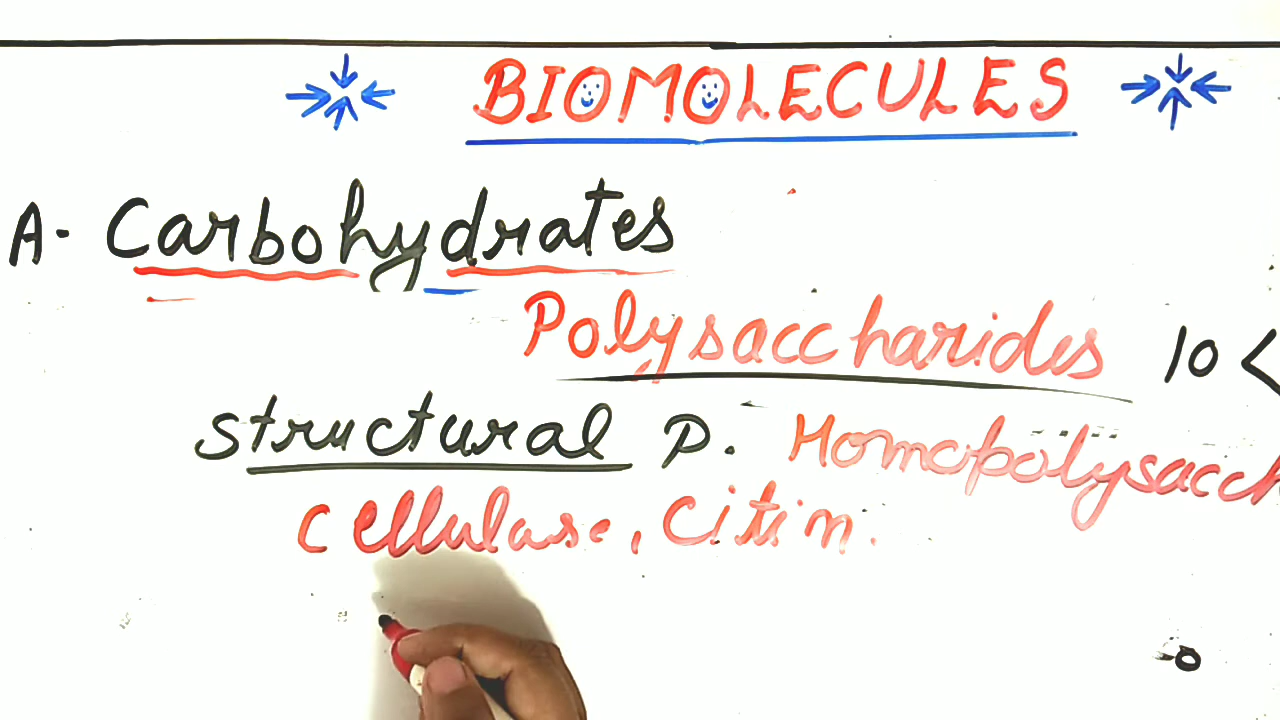 BIOMOLECULES
A. Carbohydrates
Polysaccharides 10 <
Structural P. Homopolysacch
Cellulase, Citin.